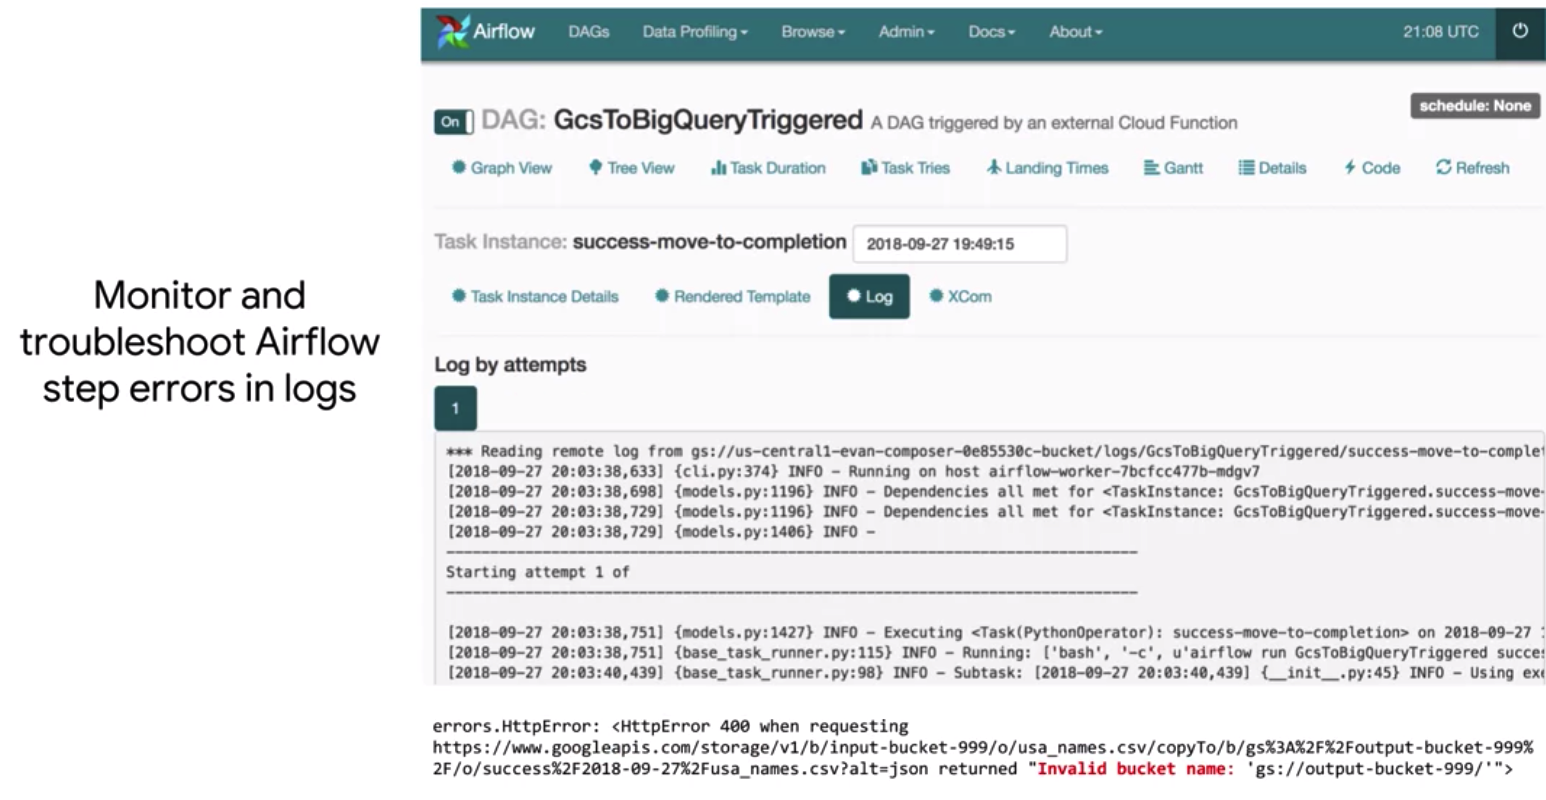 Airflow DAGs Data Profiling Browse Admin Docs About 21:08 UTC
schedule: None
On DAG: GcsToBigQueryTriggered A DAG triggered by an external Cloud Function
Graph View Tree View Task Duration Task Tries Landing Times Gantt Details Code Refresh
Task Instance: success-move-to-completion 2018-09-27 19:49:15
Monitor and
troubleshoot Airflow
step errors in logs
Task Instance Details Rendered Template Log XCom
Log by attempts
1
*** Reading remote log from gs://us-central1-evan-composer-0e85530c-bucket/logs/GcsToBigQueryTriggered/success-move-to-complet
[2018-09-27 20:03:38,633] {cli.py:374} INFO - Running on host airflow-worker-7bcfcc477b-mdgv7
[2018-09-27 20:03:38,698] {models.py:1196} INFO - Dependencies all met for <TaskInstance: GcsToBigQueryTriggered.success-move-
[2018-09-27 20:03:38,729] {models.py:1196} INFO - Dependencies all met for <TaskInstance: GcsToBigQueryTriggered.success-move-
[2018-09-27 20:03:38,729] {models.py:1406} INFO -
--------------------------------------------------------------------------------
Starting attempt 1 of
--------------------------------------------------------------------------------
[2018-09-27 20:03:38,751] {models.py:1427} INFO - Executing <Task(PythonOperator): success-move-to-completion> on 2018-09-27
[2018-09-27 20:03:38,751] {base_task_runner.py:115} INFO - Running: ['bash', '-c', u'airflow run GcsToBigQueryTriggered succes
[2018-09-27 20:03:40,439] {base_task_runner.py:98} INFO - Subtask: [2018-09-27 20:03:40,439] {__init__.py:45} INFO - Using exe
errors.HttpError: <HttpError 400 when requesting
https://www.googleapis.com/storage/v1/b/input-bucket-999/o/usa_names.csv/copyTo/b/gs%3A%2F%2Foutput-bucket-999%
2F/o/success%2F2018-09-27%2Fusa_names.csv?alt=json returned "Invalid bucket name: 'gs://output-bucket-999/'">